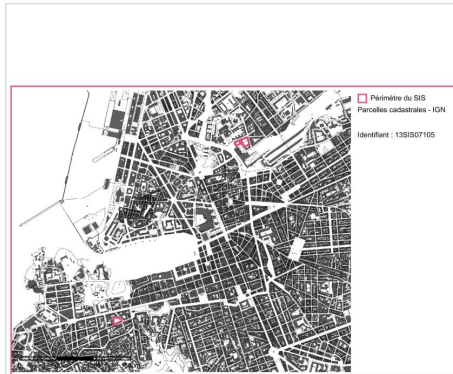 Périmètre du SIS
Parcelles cadastrales - IGN
Identifiant : 13SIS07105